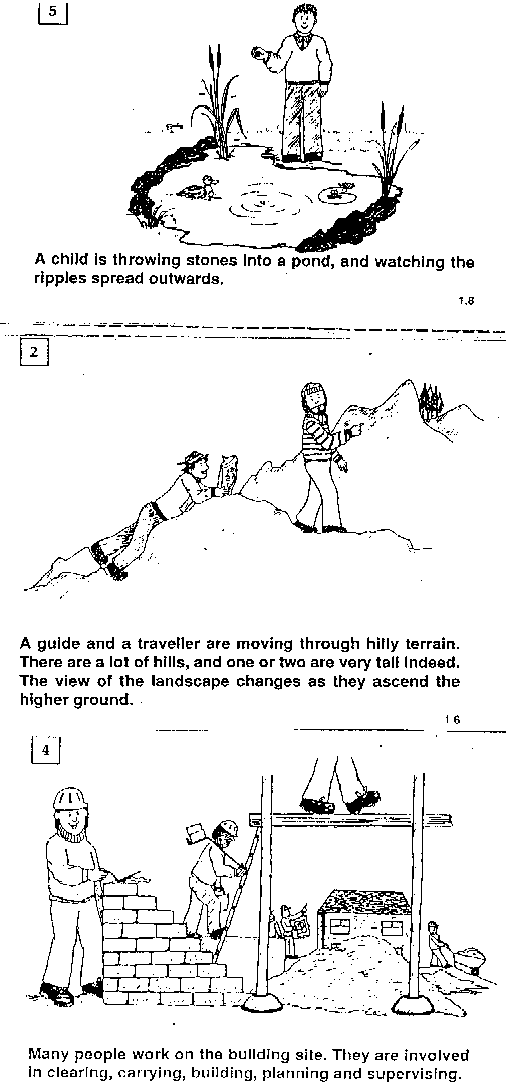 5
A child is throwing stones into a pond, and watching the
ripples spread outwards.
1.8
2
A guide and a traveller are moving through hilly terrain.
There are a lot of hills, and one or two are very tall indeed.
The view of the landscape changes as they ascend the
higher ground.
1 6
4
Many people work on the building site. They are involved
in clearing, carrying, building, planning and supervising.